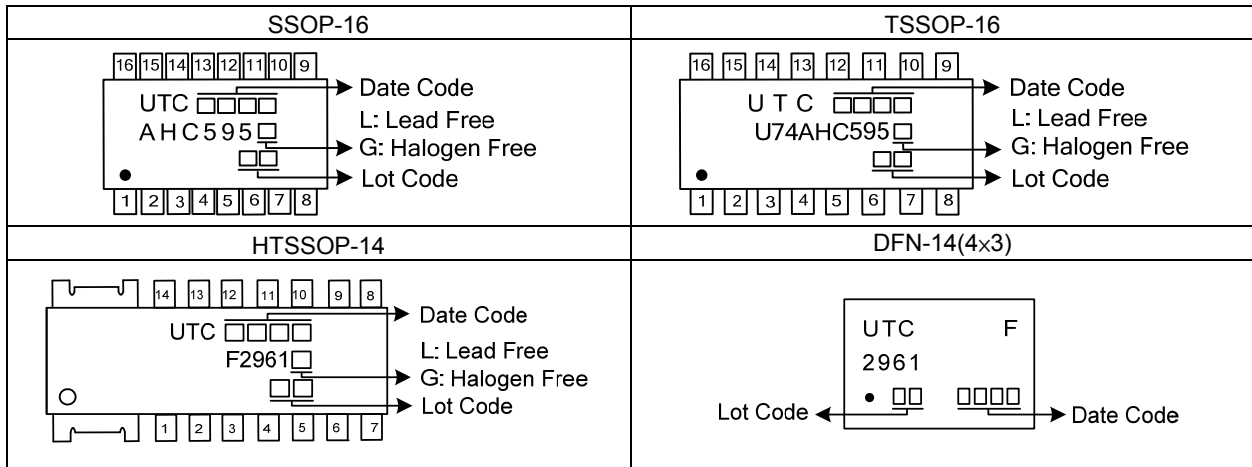 SSOP-16
16 15 14 13 12 11 10 9
UTC Date Code
L: Lead Free
AHC595
G: Halogen Free
Lot Code
1 2 3 4 5 6 7 8
TSSOP-16
16 15 14 13 12 11 10 9
UTC Date Code
L: Lead Free
U74AHC595
G: Halogen Free
Lot Code
1 2 3 4 5 6 7 8
HTSSOP-14
14 13 12 11 10 9 8
Date Code
UTC
L: Lead Free
F2961
G: Halogen Free
Lot Code
1 2 3 4 5 6 7
DFN-14(4×3)
UTC F
2961
Lot Code Date Code